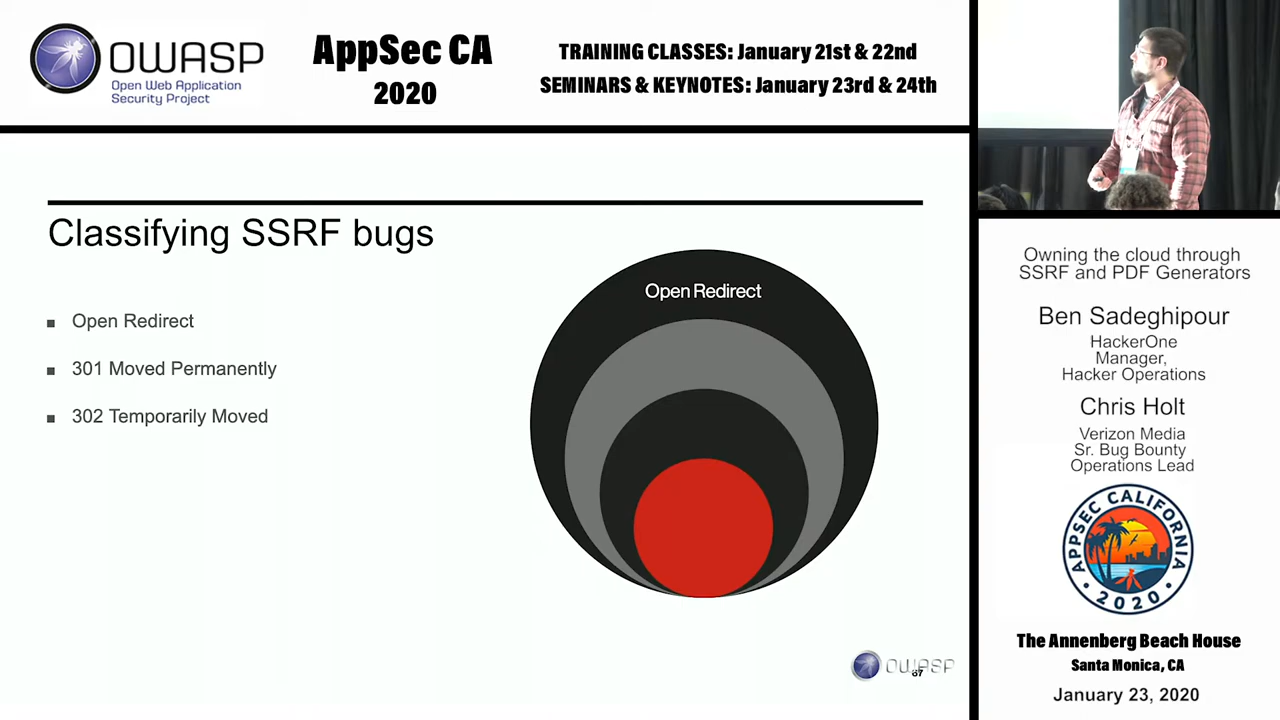 OWASP
Open Web Application
Security Project
AppSec CA
2020
TRAINING CLASSES: January 21st & 22nd
SEMINARS & KEYNOTES: January 23rd & 24th
Classifying SSRF bugs
Open Redirect
301 Moved Permanently
302 Temporarily Moved
Open Redirect
OWASP
67
Owning the cloud through
SSRF and PDF Generators
Ben Sadeghipour
HackerOne
Manager,
Hacker Operations
Chris Holt
Verizon Media
Sr. Bug Bounty
Operations Lead
APPSEC CALIFORNIA
• 2020 •
The Annenberg Beach House
Santa Monica, CA
January 23, 2020